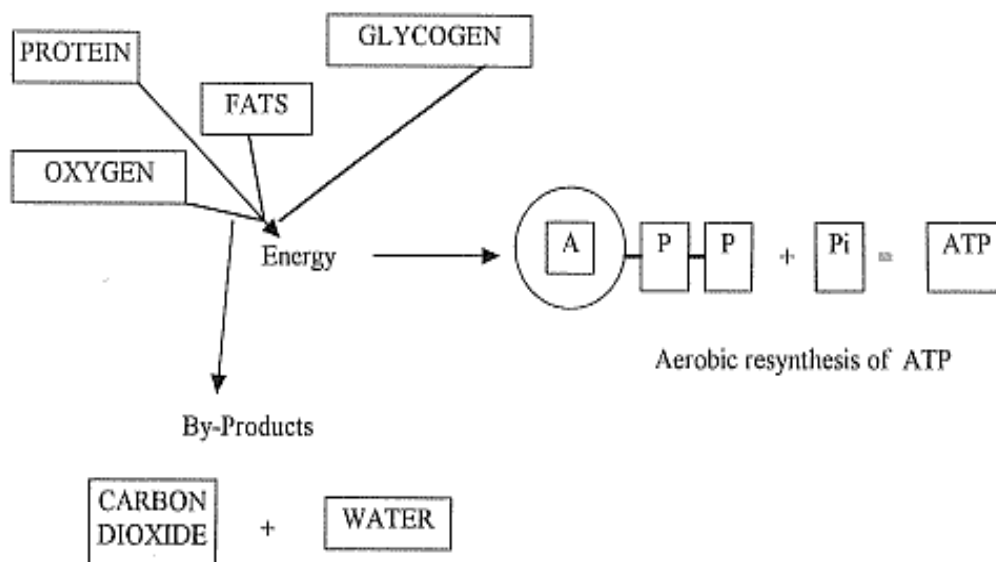 GLYCOGEN
PROTEIN
FATS
OXYGEN
Energy
A
P
P
+
Pi
=
ATP
Aerobic resynthesis of ATP
By-Products
CARBON
DIOXIDE
+
WATER